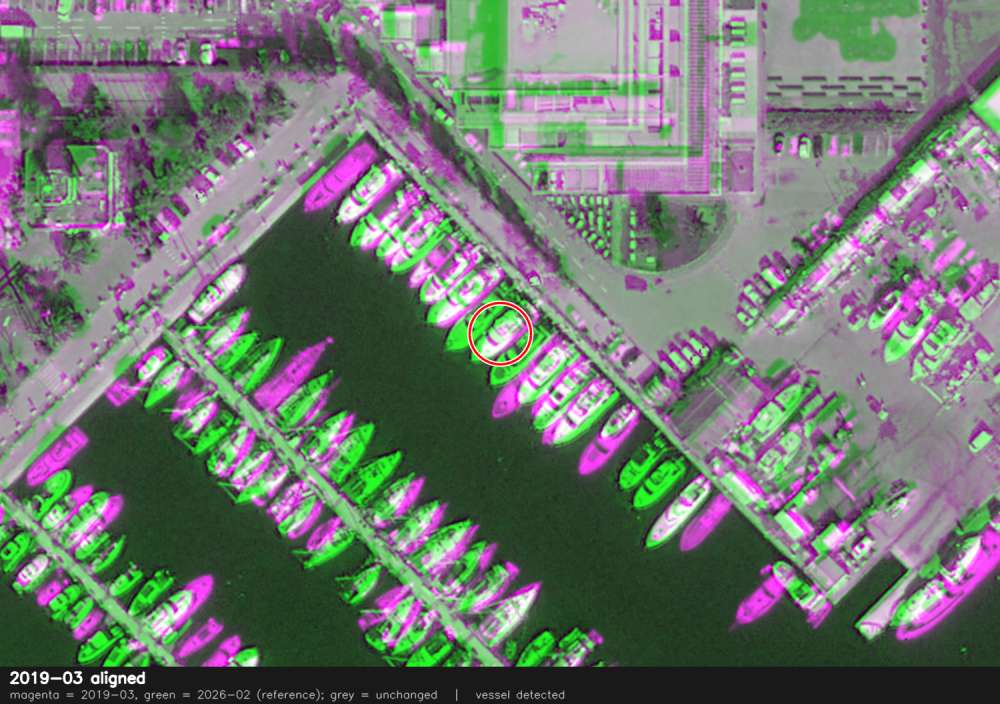 2019-03 aligned
magenta = 2019-03, green = 2026-02 (reference); grey = unchanged | vessel detected